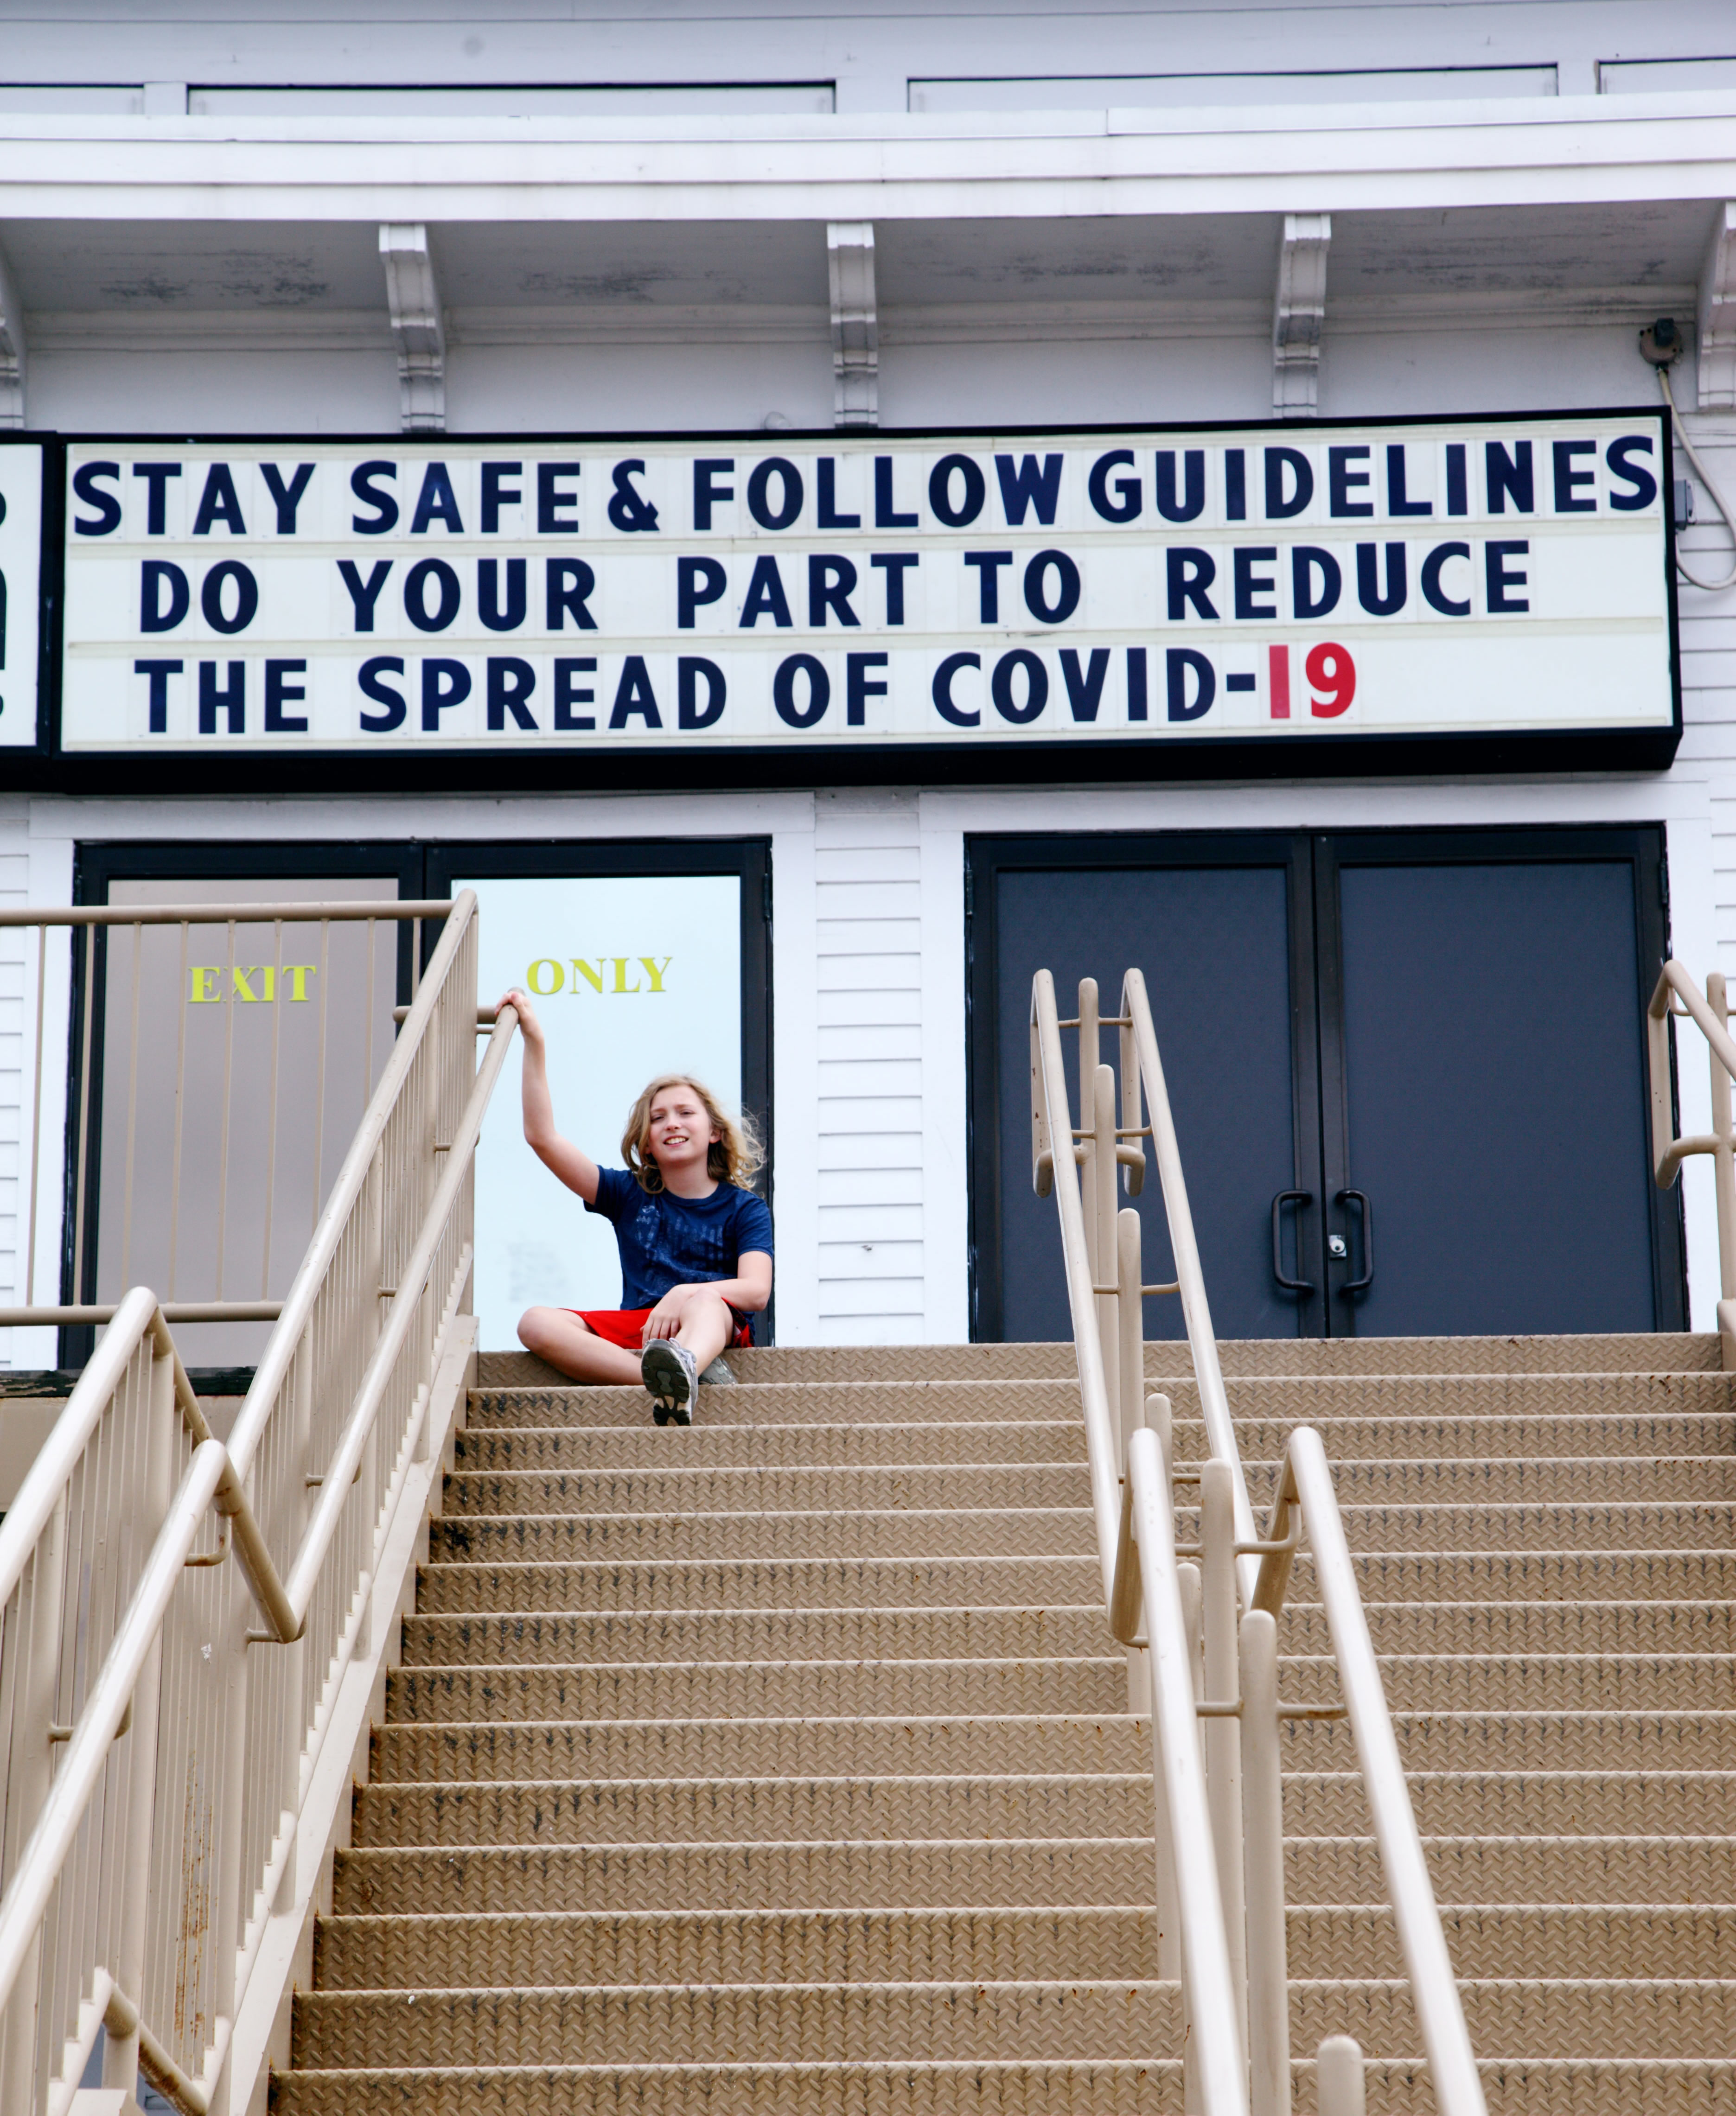 STAY SAFE & FOLLOW GUIDELINES
DO YOUR PART TO REDUCE
THE SPREAD OF COVID-19
EXIT ONLY